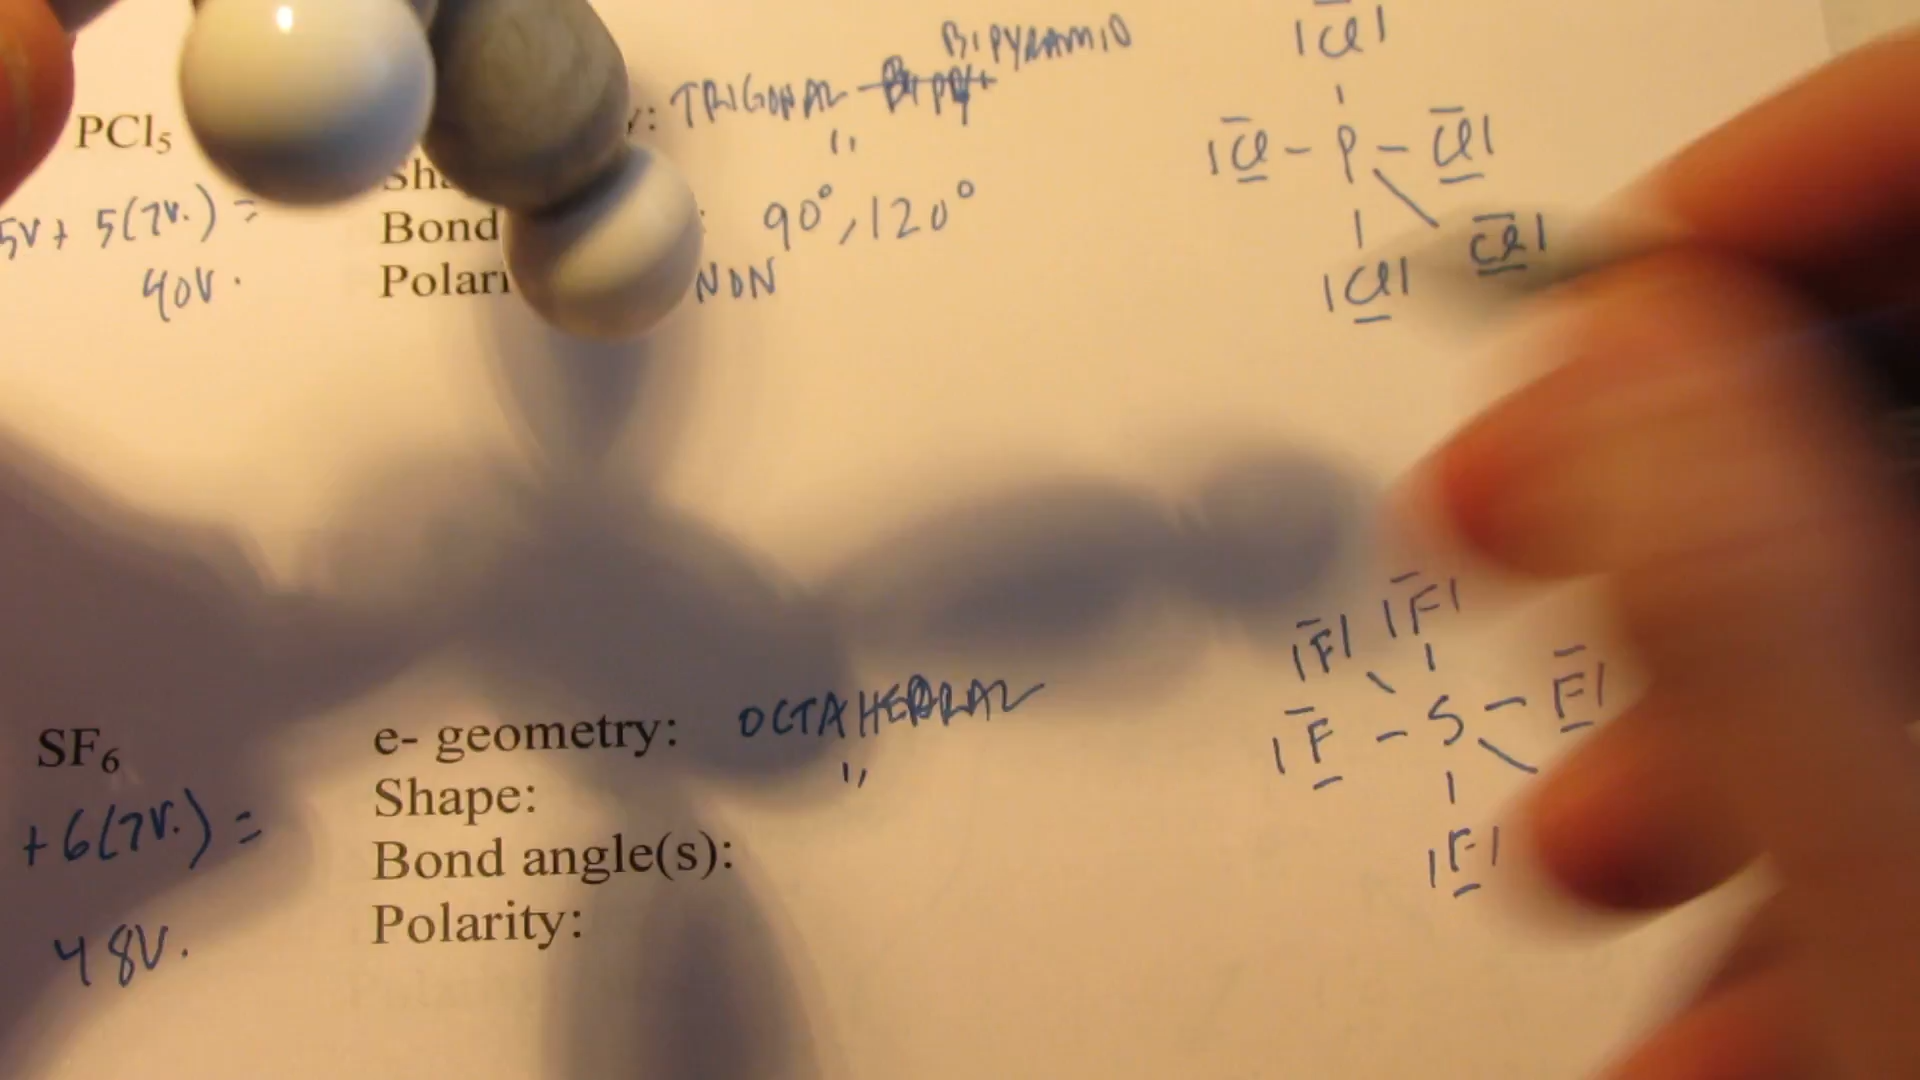 BIPYRAMID
PCl₅ : TRIGONAL
Sha "
5V + 5(7V.) = Bond 90°, 120°
40V. Polari NON
|Cl|
|Cl - P - Cl|
Cl|
|Cl|
SF₆ e- geometry: OCTAHEDRAL
Shape: "
+ 6(7V.) = Bond angle(s):
48V. Polarity:
|F| |F|
|F - S - F|
|F|